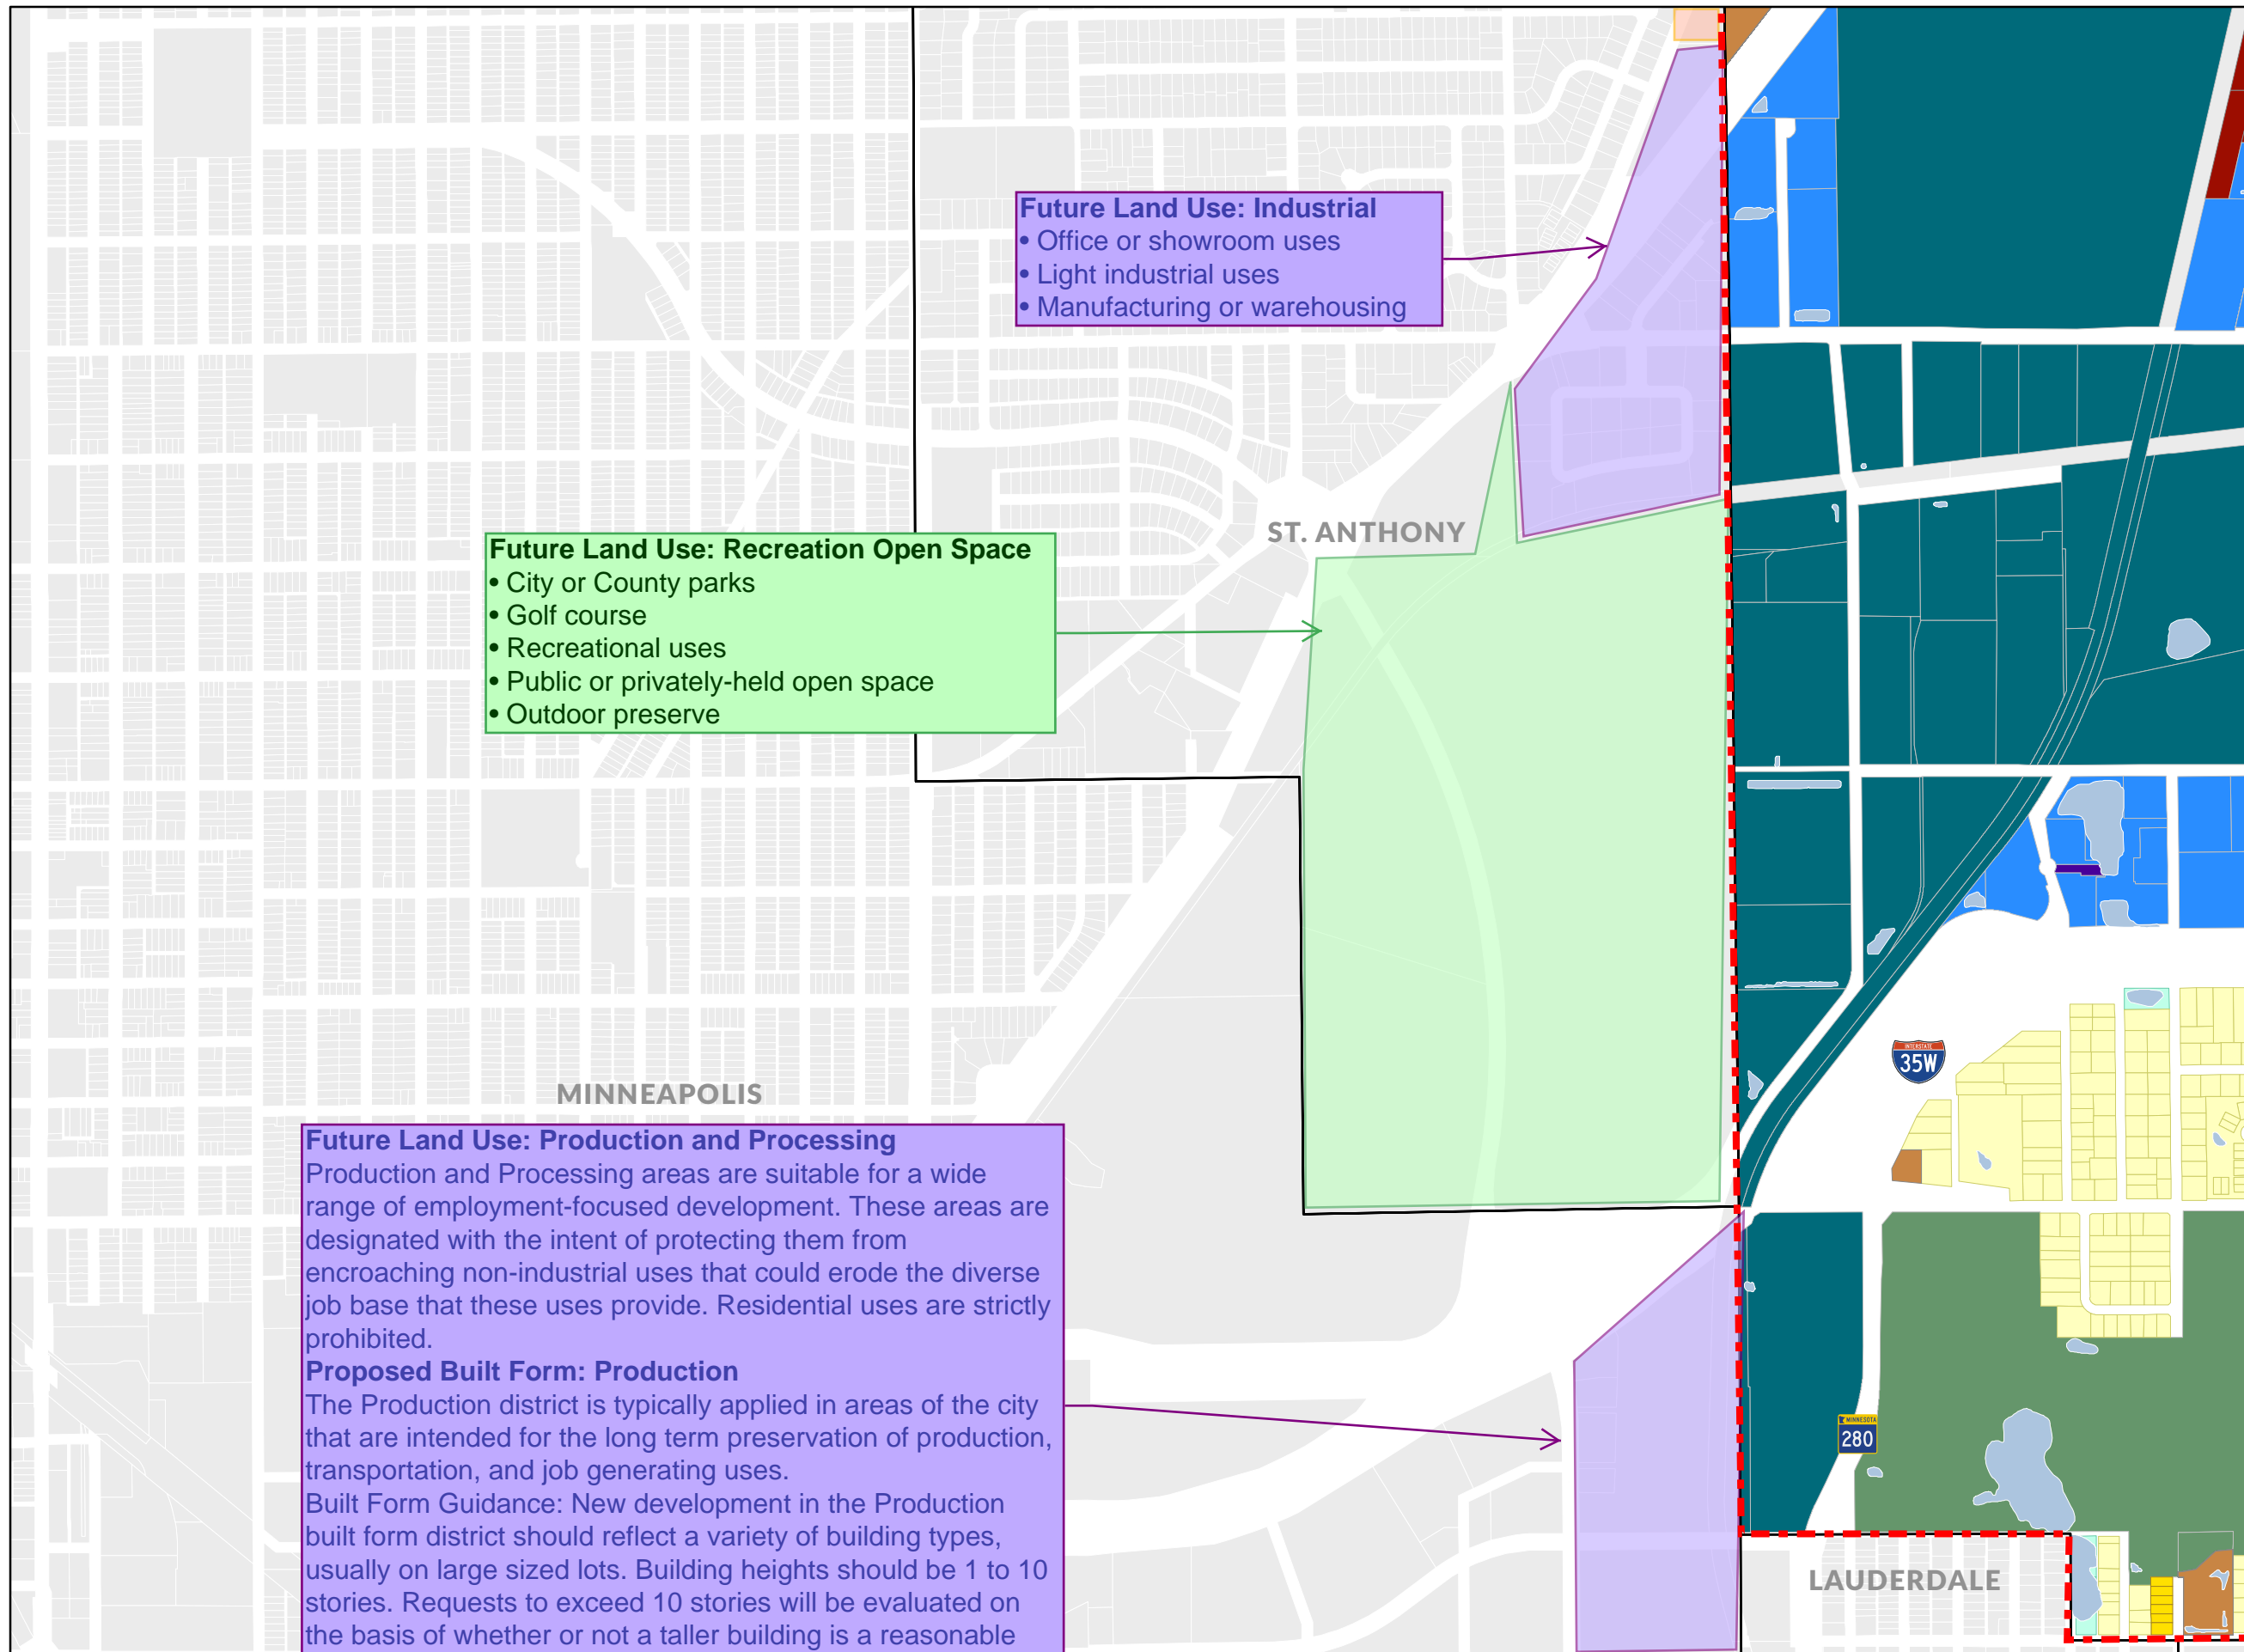 Future Land Use: Industrial
• Office or showroom uses
• Light industrial uses
• Manufacturing or warehousing
ST. ANTHONY
Future Land Use: Recreation Open Space
• City or County parks
• Golf course
• Recreational uses
• Public or privately-held open space
• Outdoor preserve
INTERSTATE
35W
MINNEAPOLIS
Future Land Use: Production and Processing
Production and Processing areas are suitable for a wide
range of employment-focused development. These areas are
designated with the intent of protecting them from
encroaching non-industrial uses that could erode the diverse
job base that these uses provide. Residential uses are strictly
prohibited.
Proposed Built Form: Production
The Production district is typically applied in areas of the city
that are intended for the long term preservation of production,
transportation, and job generating uses.
Built Form Guidance: New development in the Production
built form district should reflect a variety of building types,
usually on large sized lots. Building heights should be 1 to 10
stories. Requests to exceed 10 stories will be evaluated on
the basis of whether or not a taller building is a reasonable
MINNESOTA
280
LAUDERDALE